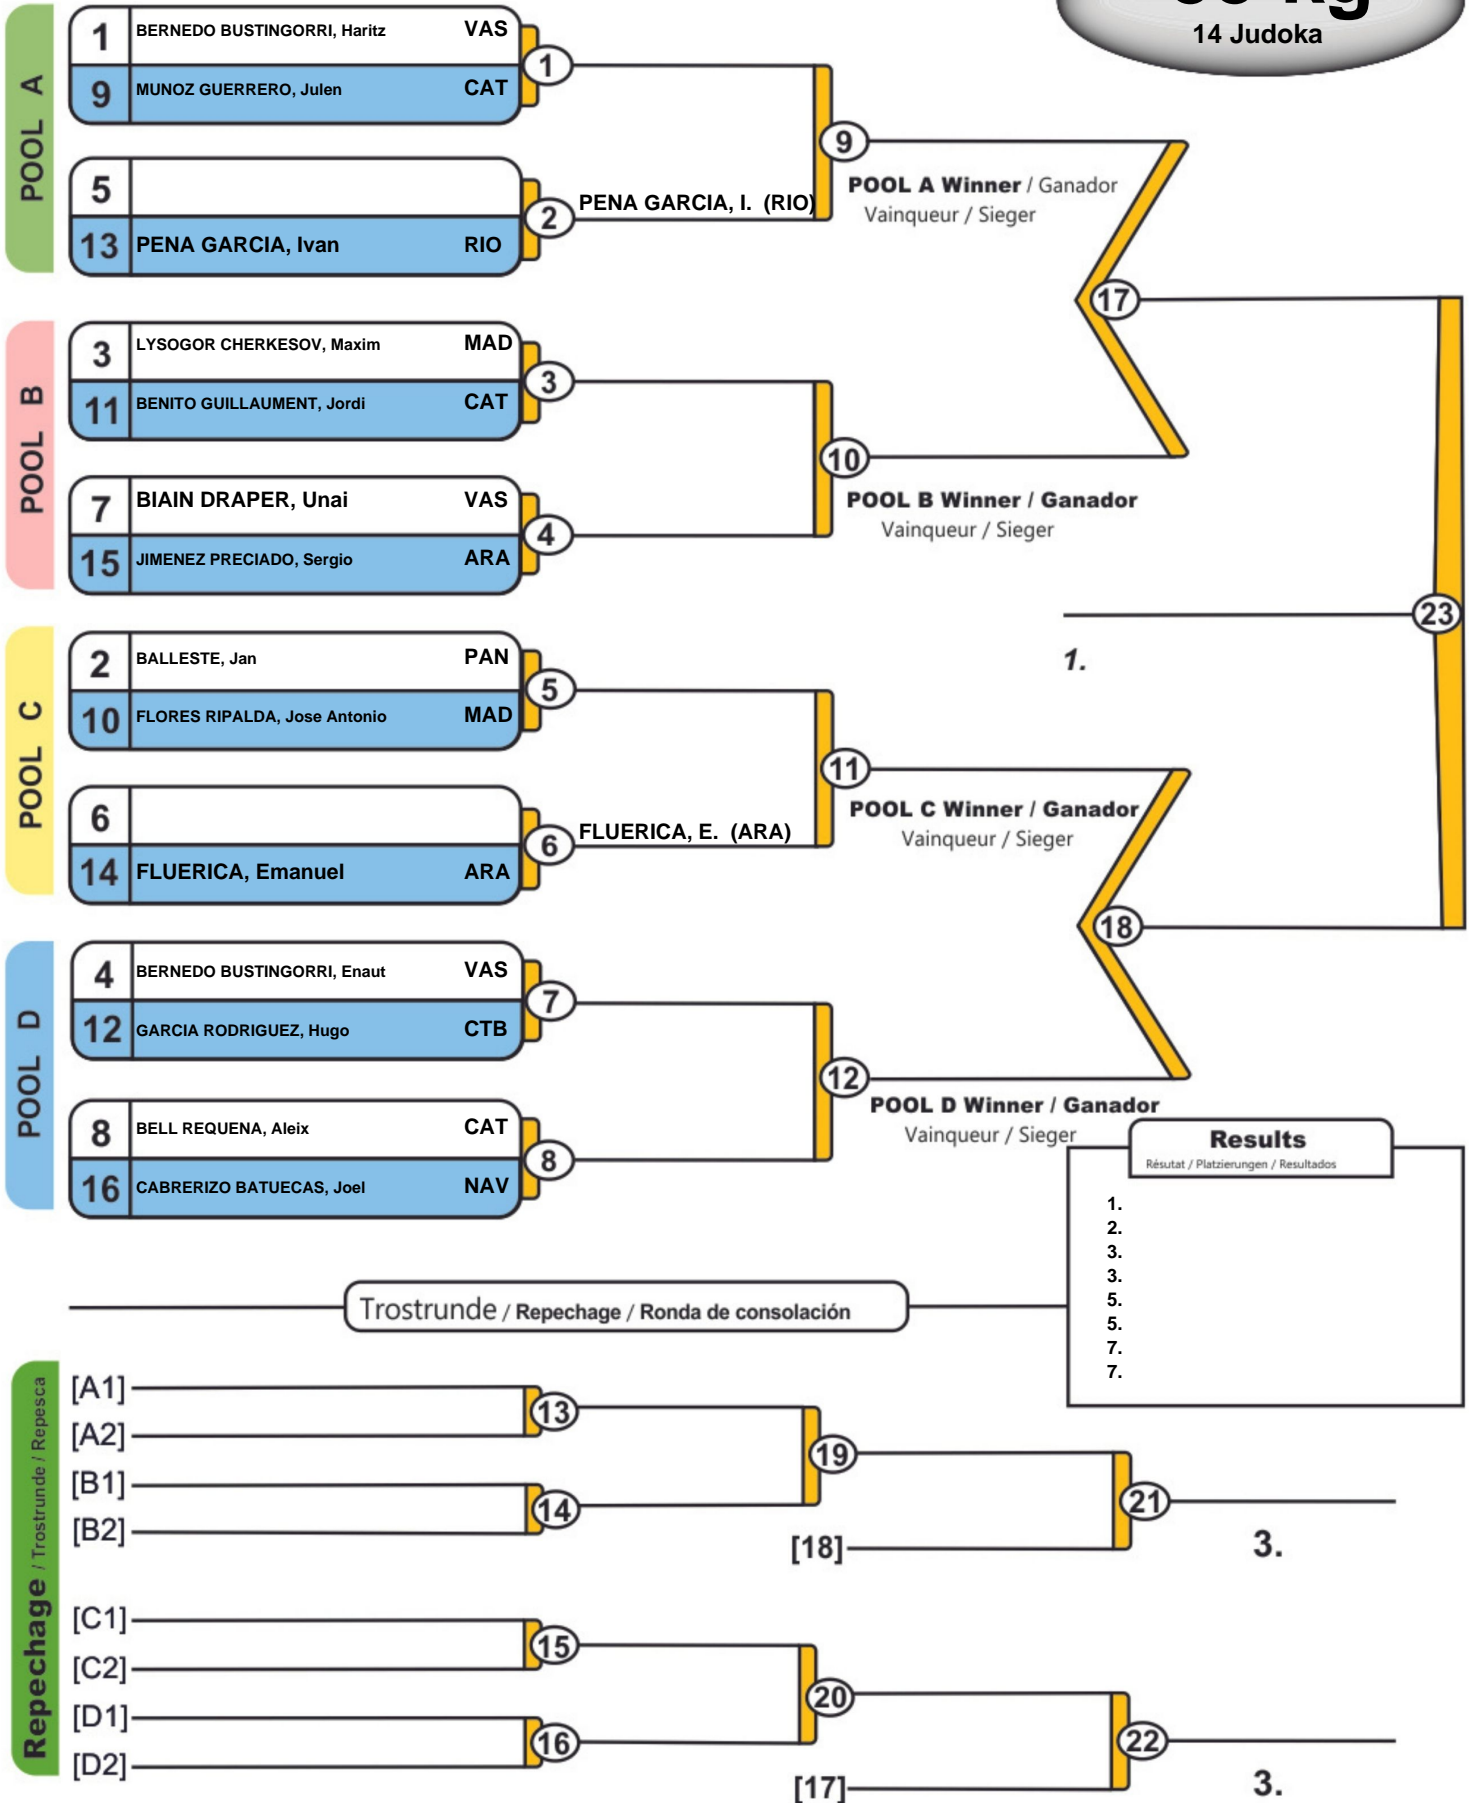 kg
14 Judoka
POOL A
1 BERNEDO BUSTINGORRI, Haritz VAS
9 MUNOZ GUERRERO, Julen CAT
1
5
13 PENA GARCIA, Ivan RIO
2
PENA GARCIA, I. (RIO)
9
POOL A Winner / Ganador
Vainqueur / Sieger
17
POOL B
3 LYSOGOR CHERKESOV, Maxim MAD
11 BENITO GUILLAUMENT, Jordi CAT
3
7 BIAIN DRAPER, Unai VAS
15 JIMENEZ PRECIADO, Sergio ARA
4
10
POOL B Winner / Ganador
Vainqueur / Sieger
23
1.
POOL C
2 BALLESTE, Jan PAN
10 FLORES RIPALDA, Jose Antonio MAD
5
6
14 FLUERICA, Emanuel ARA
6
FLUERICA, E. (ARA)
11
POOL C Winner / Ganador
Vainqueur / Sieger
18
POOL D
4 BERNEDO BUSTINGORRI, Enaut VAS
12 GARCIA RODRIGUEZ, Hugo CTB
7
8 BELL REQUENA, Aleix CAT
16 CABRERIZO BATUECAS, Joel NAV
8
12
POOL D Winner / Ganador
Vainqueur / Sieger
Results
Résutat / Platzierungen / Resultados
1.
2.
3.
3.
5.
5.
7.
7.
Trostrunde / Repechage / Ronda de consolación
Repechage / Trostrunde / Repesca
[A1]
[A2]
13
[B1]
[B2]
14
19
[18]
21
3.
[C1]
[C2]
15
[D1]
[D2]
16
20
[17]
22
3.